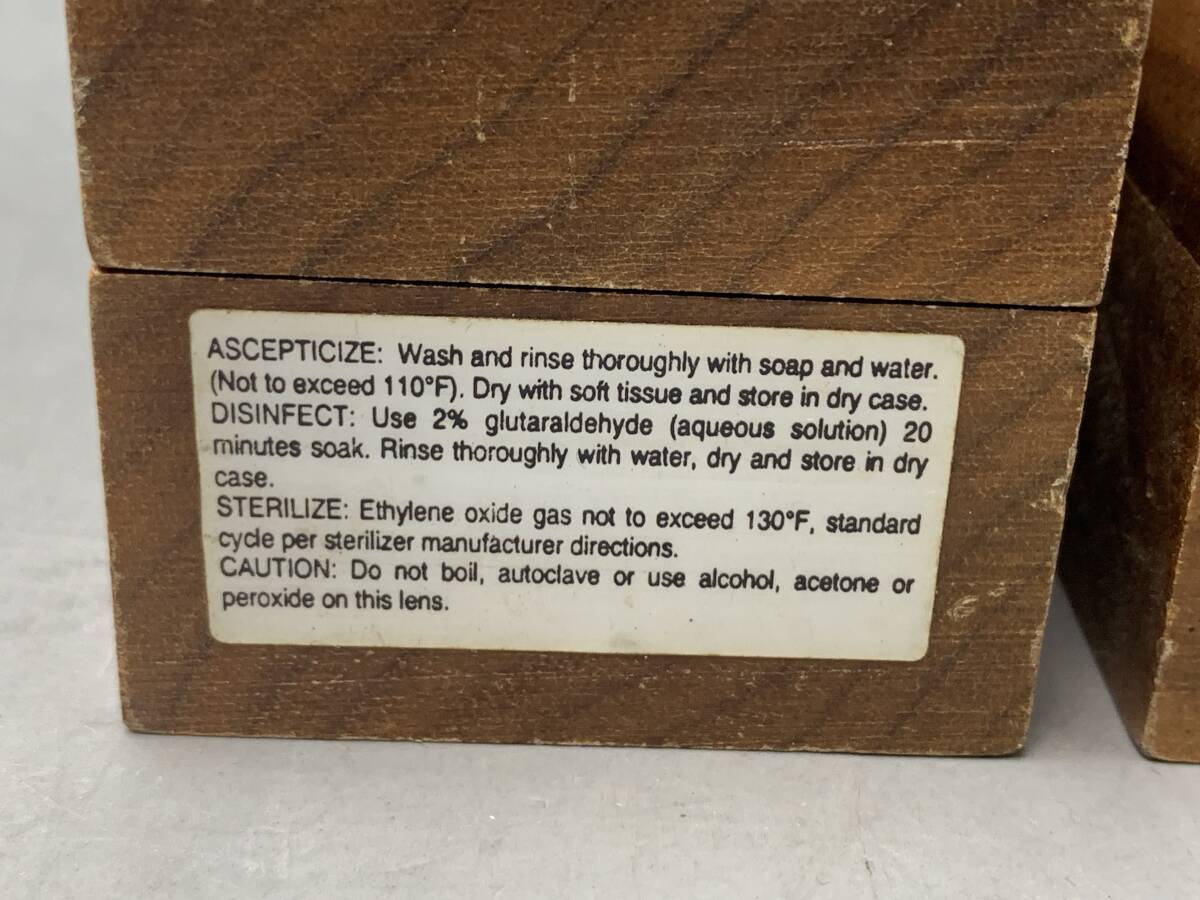 ASCEPTICIZE: Wash and rinse thoroughly with soap and water.
(Not to exceed 110°F). Dry with soft tissue and store in dry case.
DISINFECT: Use 2% glutaraldehyde (aqueous solution) 20
minutes soak. Rinse thoroughly with water, dry and store in dry
case.
STERILIZE: Ethylene oxide gas not to exceed 130°F, standard
cycle per sterilizer manufacturer directions.
CAUTION: Do not boil, autoclave or use alcohol, acetone or
peroxide on this lens.